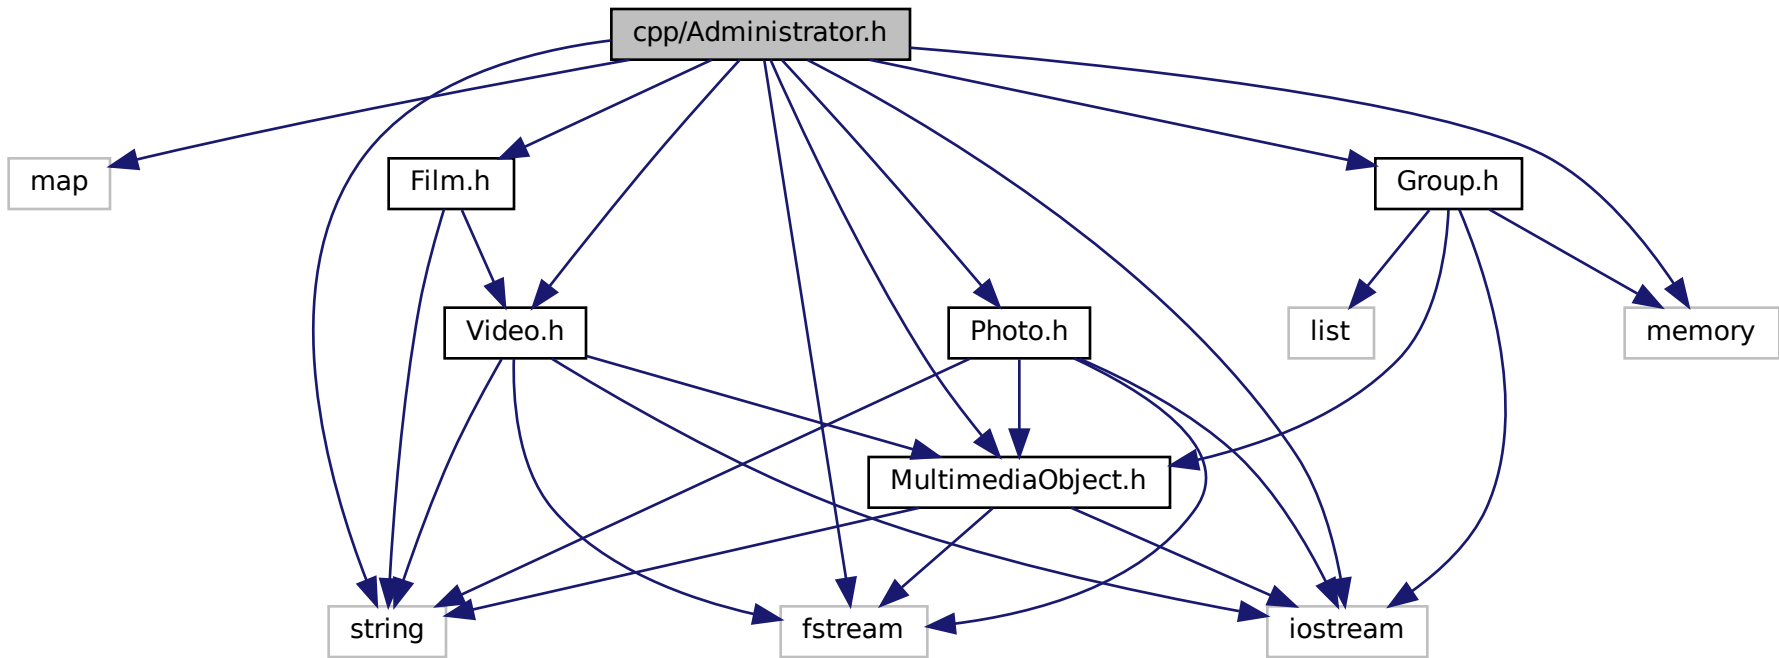 cpp/Administrator.h
map
Film.h
Group.h
Video.h
Photo.h
list
memory
MultimediaObject.h
string
fstream
iostream